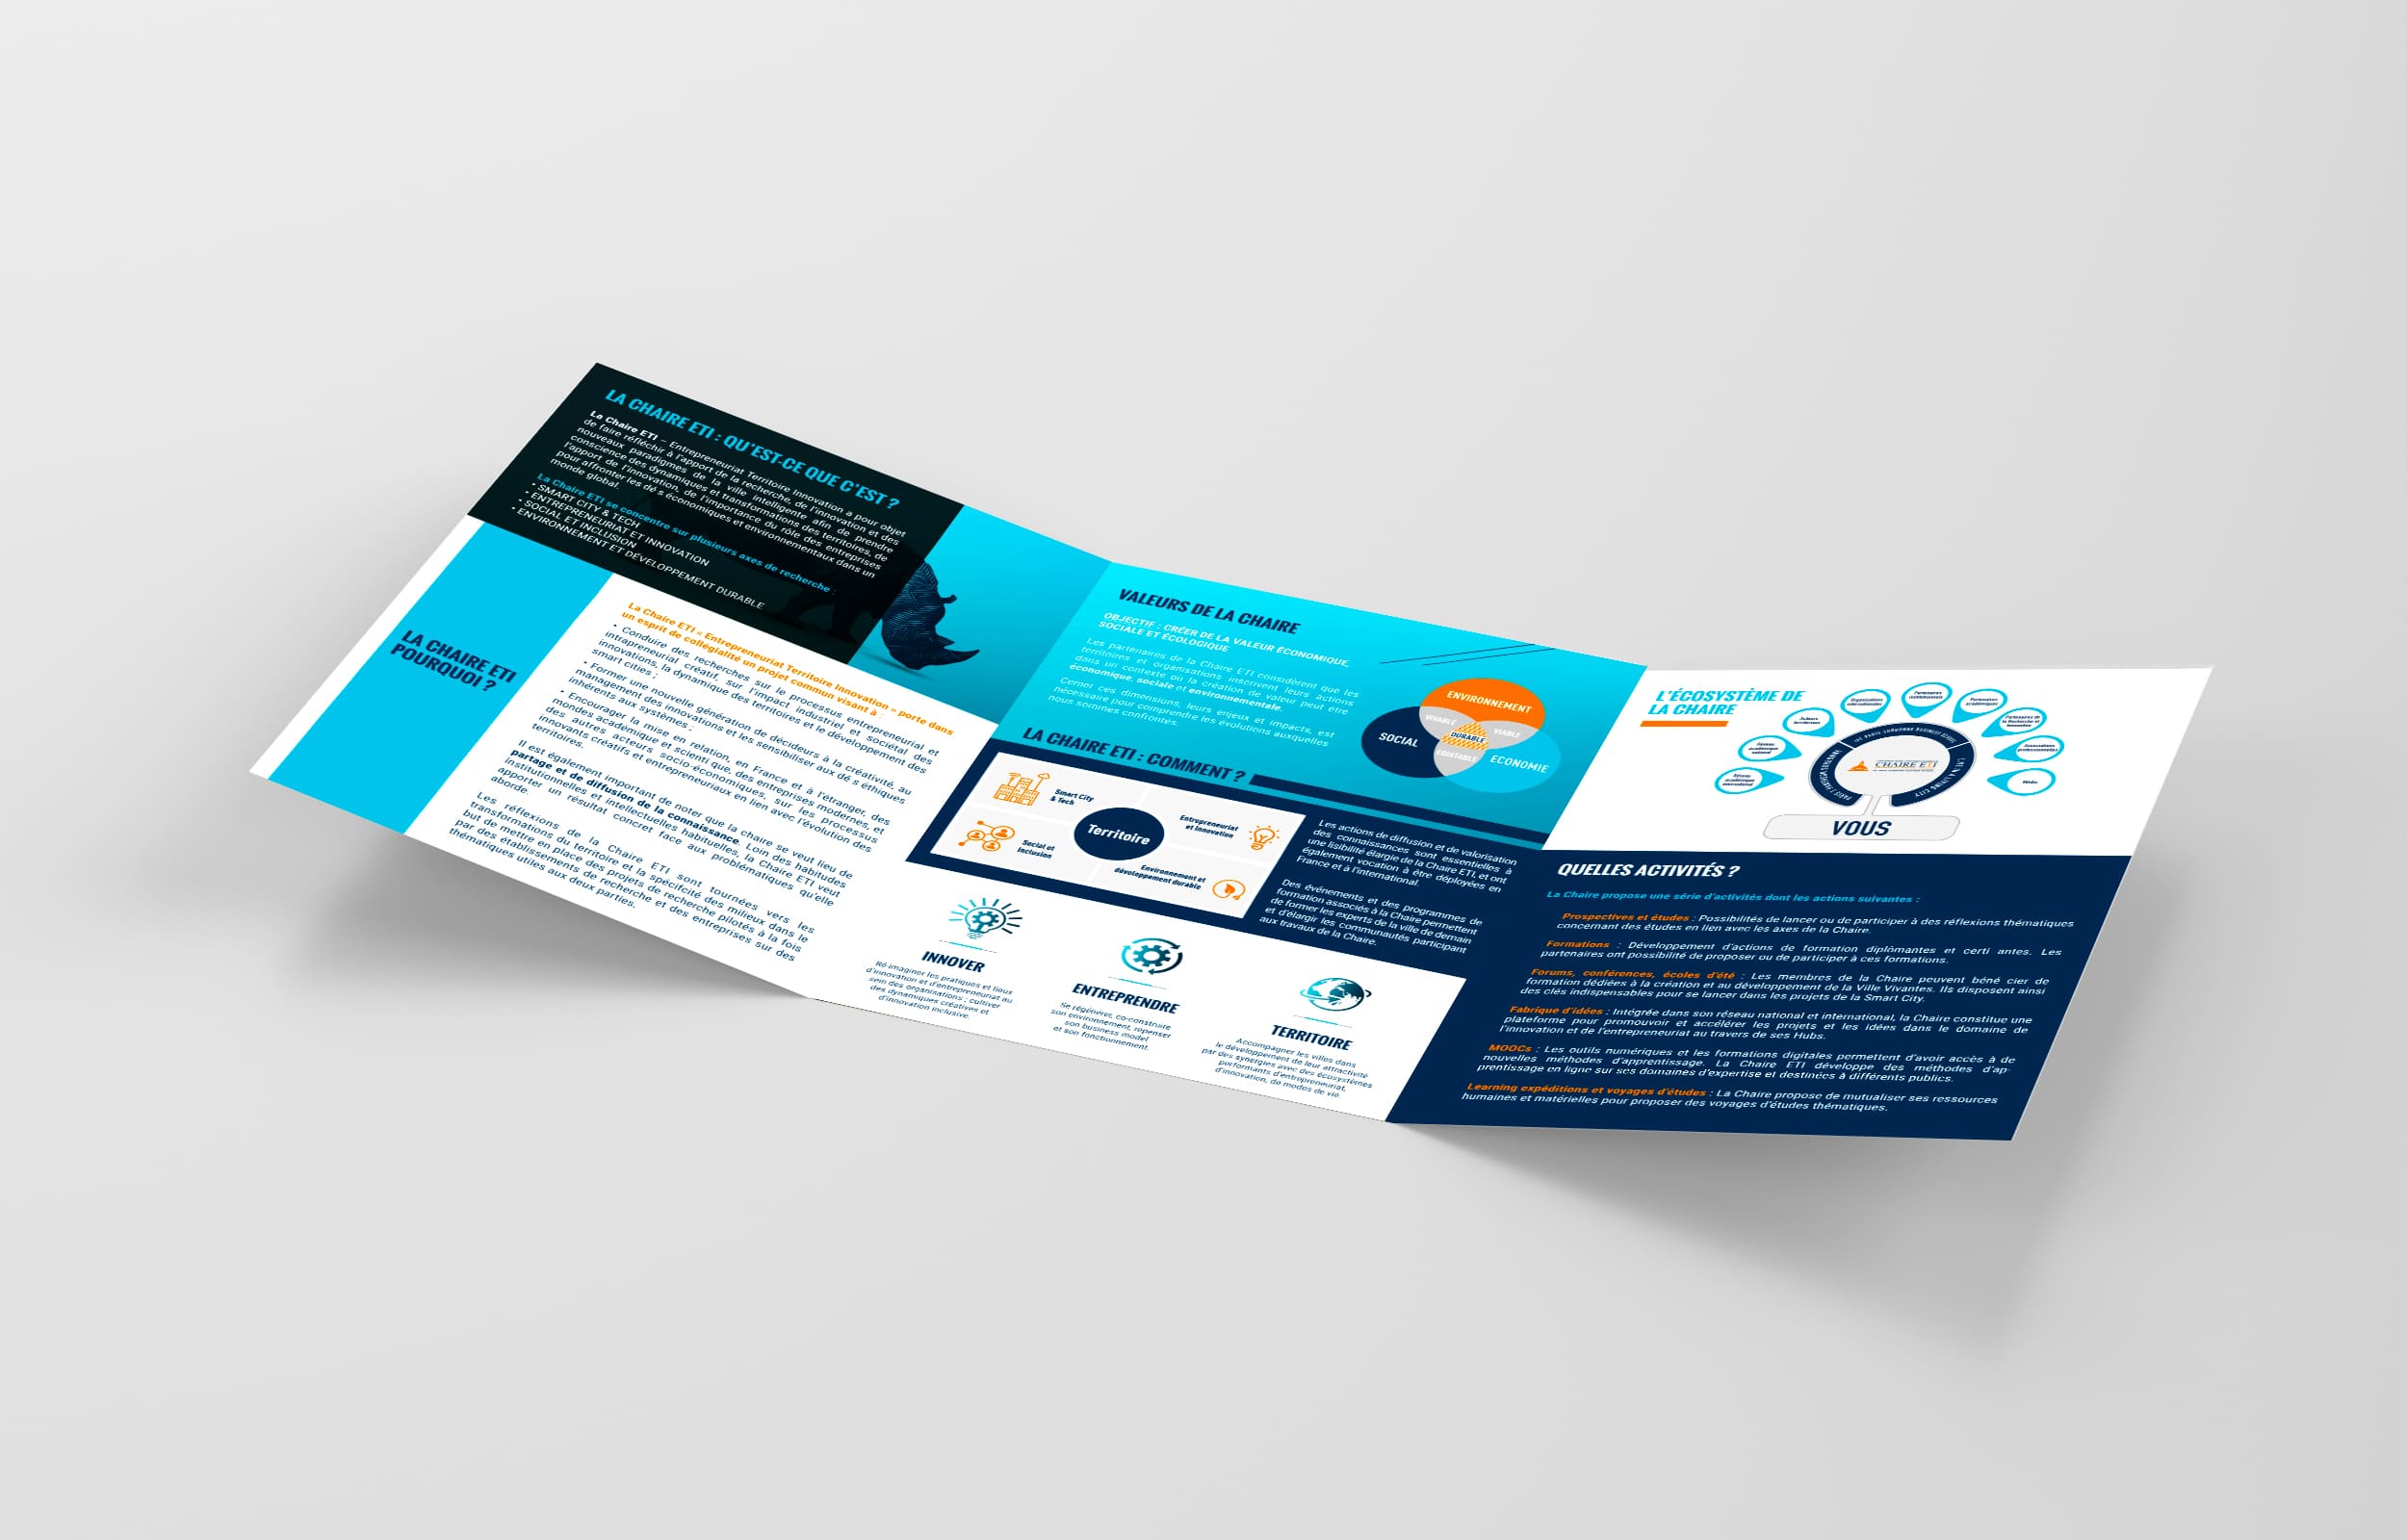 LA CHAIRE ETI : QU'EST-CE QUE C'EST ?
La Chaire ETI – Entrepreneuriat Territoire Innovation a pour objet
de faire réfléchir à l'apport de la recherche, de l'innovation et des
nouveaux paradigmes de la ville intelligente afin de prendre
conscience des dynamiques et transformations des territoires, de
l'apport de l'innovation, de l'importance du rôle des entreprises
pour affronter les dé s économiques et environnementaux dans un
monde global.
La Chaire ETI se concentre sur plusieurs axes de recherche :
• SMART CITY & TECH
• ENTREPRENEURIAT ET INNOVATION
• SOCIAL ET INCLUSION
• ENVIRONNEMENT ET DÉVELOPPEMENT DURABLE
LA CHAIRE ETI
POURQUOI ?
La Chaire ETI « Entrepreneuriat Territoire Innovation » porte dans
un esprit de collégialité un projet commun visant à :
• Conduire des recherches sur le processus entrepreneurial et
intrapreneurial créatif, sur l'impact industriel et sociétal des
innovations, la dynamique des territoires et le développement des
smart cities ;
• Former une nouvelle génération de décideurs à la créativité, au
management des innovations et les sensibiliser aux dé s éthiques
inhérents aux systèmes ;
• Encourager la mise en relation, en France et à l'étranger, des
mondes académique et scienti que, des entreprises modernes, et
des autres acteurs socio-économiques, sur les processus
innovants créatifs et entrepreneuriaux en lien avec l'évolution des
territoires.
Il est également important de noter que la chaire se veut lieu de
partage et de diffusion de la connaissance. Loin des habitudes
institutionnelles et intellectuelles habituelles, la Chaire ETI veut
apporter un résultat concret face aux problématiques qu'elle
aborde.
Les réflexions de la Chaire ETI sont tournées vers les
transformations du territoire et la spécifcité des milieux dans le
but de mettre en place des projets de recherche pilotés à la fois
par des établissements de recherche et des entreprises sur des
thématiques utiles aux deux parties.
VALEURS DE LA CHAIRE
OBJECTIF : CRÉER DE LA VALEUR ÉCONOMIQUE,
SOCIALE ET ÉCOLOGIQUE
Les partenaires de la Chaire ETI considèrent que les
territoires et organisations inscrivent leurs actions
dans un contexte où la création de valeur peut être
économique, sociale et environnementale.
Cerner ces dimensions, leurs enjeux et impacts, est
nécessaire pour comprendre les évolutions auxquelles
nous sommes confrontés.
ENVIRONNEMENT
VIVABLE
VIABLE
DURABLE
SOCIAL
ÉQUITABLE
ECONOMIE
LA CHAIRE ETI : COMMENT ?
Smart City
& Tech
Entrepreneuriat
et Innovation
Territoire
Social et
Inclusion
Environnement et
développement durable
Les actions de diffusion et de valorisation
des connaissances sont essentielles à
une lisibilité élargie de la Chaire ETI, et ont
également vocation à être déployées en
France et à l'international.
Des événements et des programmes de
formation associés à la Chaire permettent
de former les experts de la ville de demain
et d'élargir les communautés participant
aux travaux de la Chaire.
INNOVER
Ré-imaginer les pratiques et lieux
d'innovation et d'entrepreneuriat au
sein des organisations ; cultiver
des dynamiques créatives et
d'innovation inclusive.
ENTREPRENDRE
Se régénérer, co-construire
son environnement, repenser
son business model
et son fonctionnement.
TERRITOIRE
Accompagner les villes dans
le développement de leur attractivité
par des synergies avec des écosystèmes
performants d'entrepreneuriat,
d'innovation, de modes de vie.
L'ÉCOSYSTÈME DE
LA CHAIRE
Réseau
académique
international
Réseau
académique
national
Acteurs
territoriaux
Partenaires
institutionnels
Partenaires
académiques
Partenaires de
la Recherche et
Innovation
Associations
professionnelles
Média
CHAIRE ETI
VOUS
QUELLES ACTIVITÉS ?
La Chaire propose une série d'activités dont les actions suivantes :
Prospectives et études : Possibilités de lancer ou de participer à des réflexions thématiques
concernant des études en lien avec les axes de la Chaire.
Formations : Développement d'actions de formation diplômantes et certi antes. Les
partenaires ont possibilité de proposer ou de participer à ces formations.
Forums, conférences, écoles d'été : Les membres de la Chaire peuvent béné cier de
formation dédiées à la création et au développement de la Ville Vivantes. Ils disposent ainsi
des clés indispensables pour se lancer dans les projets de la Smart City.
Fabrique d'idées : Intégrée dans son réseau national et international, la Chaire constitue une
plateforme pour promouvoir et accélérer les projets et les idées dans le domaine de
l'innovation et de l'entrepreneuriat au travers de ses Hubs.
MOOCs : Les outils numériques et les formations digitales permettent d'avoir accès à de
nouvelles méthodes d'apprentissage. La Chaire ETI développe des méthodes d'ap-
prentissage en ligne sur ses domaines d'expertise et destinées à différents publics.
Learning expéditions et voyages d'études : La Chaire propose de mutualiser ses ressources
humaines et matérielles pour proposer des voyages d'études thématiques.